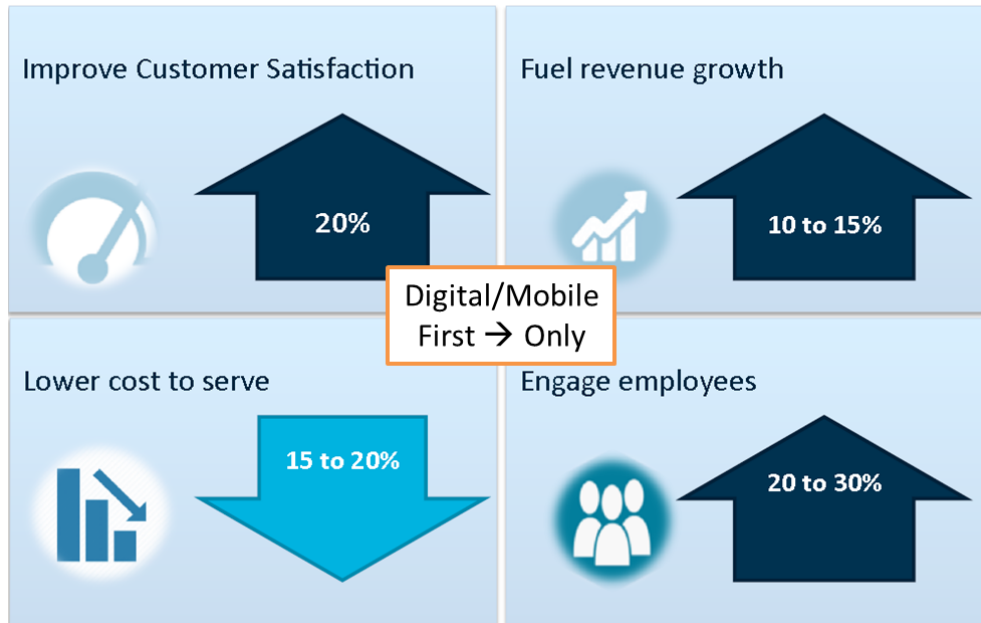 Improve Customer Satisfaction
20%
Fuel revenue growth
10 to 15%
Digital/Mobile
First → Only
Lower cost to serve
15 to 20%
Engage employees
20 to 30%